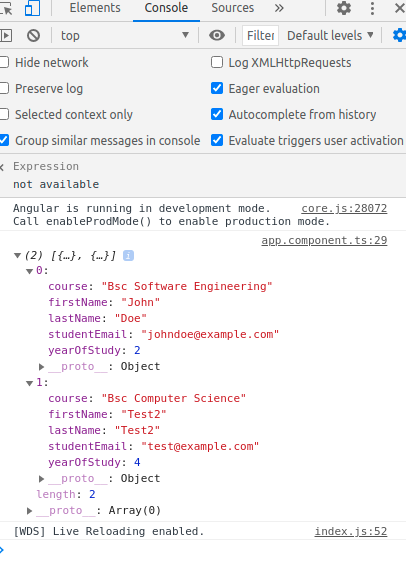 Elements Console Sources »
top Filter Default levels
Hide network Log XMLHttpRequests
Preserve log Eager evaluation
Selected context only Autocomplete from history
Group similar messages in console Evaluate triggers user activation
Expression
not available
Angular is running in development mode. core.js:28072
Call enableProdMode() to enable production mode.
app.component.ts:29
(2) [{…}, {…}] i
0:
course: "Bsc Software Engineering"
firstName: "John"
lastName: "Doe"
studentEmail: "johndoe@example.com"
yearOfStudy: 2
__proto__: Object
1:
course: "Bsc Computer Science"
firstName: "Test2"
lastName: "Test2"
studentEmail: "test@example.com"
yearOfStudy: 4
__proto__: Object
length: 2
__proto__: Array(0)
[WDS] Live Reloading enabled. index.js:52